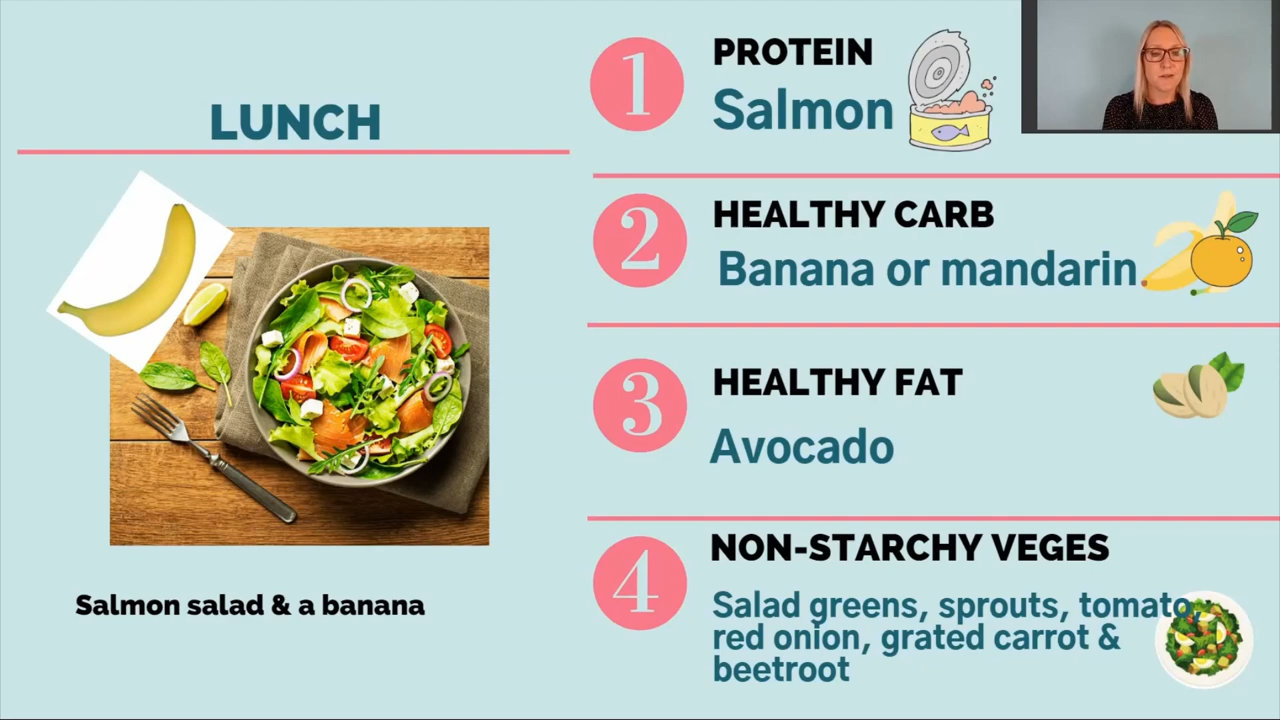 LUNCH
Salmon salad & a banana
1
PROTEIN
Salmon
2
HEALTHY CARB
Banana or mandarin
3
HEALTHY FAT
Avocado
4
NON-STARCHY VEGES
Salad greens, sprouts, tomato,
red onion, grated carrot &
beetroot